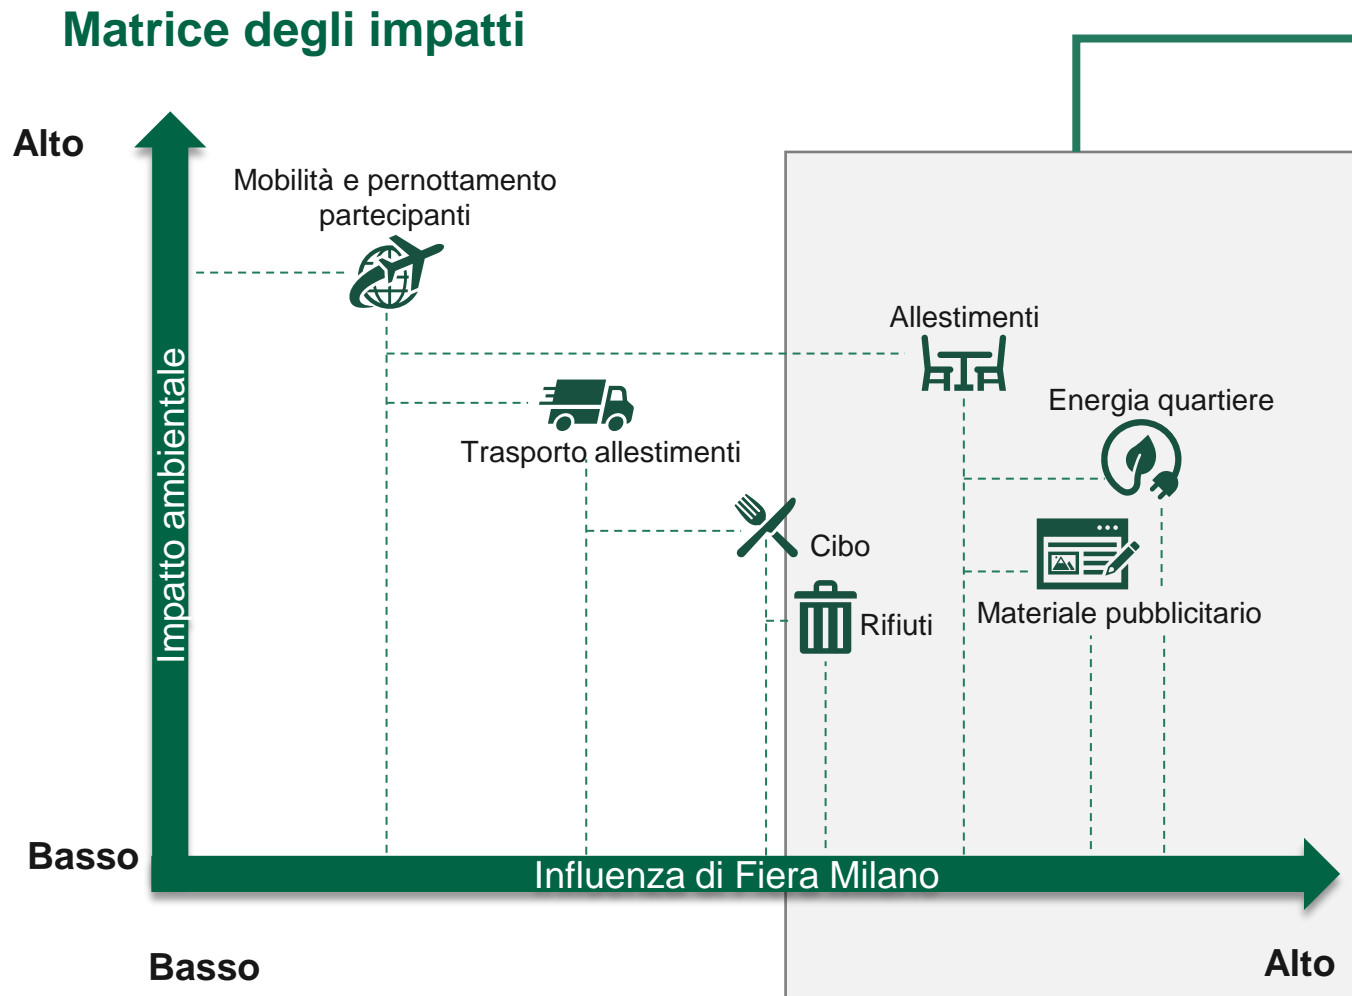 Matrice degli impatti
Alto
Mobilità e pernottamento
partecipanti
Allestimenti
Energia quartiere
Trasporto allestimenti
Cibo
Materiale pubblicitario
Rifiuti
Impatto ambientale
Basso
Influenza di Fiera Milano
Basso
Alto